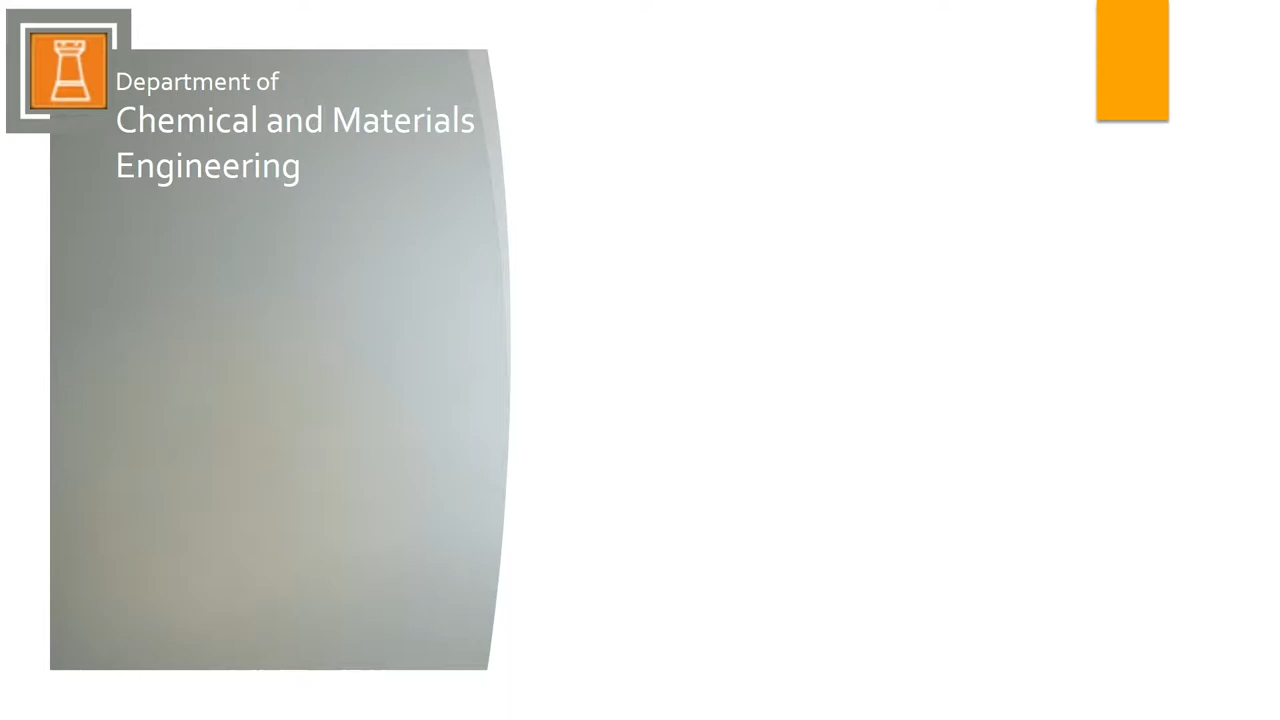 Department of
Chemical and Materials
Engineering